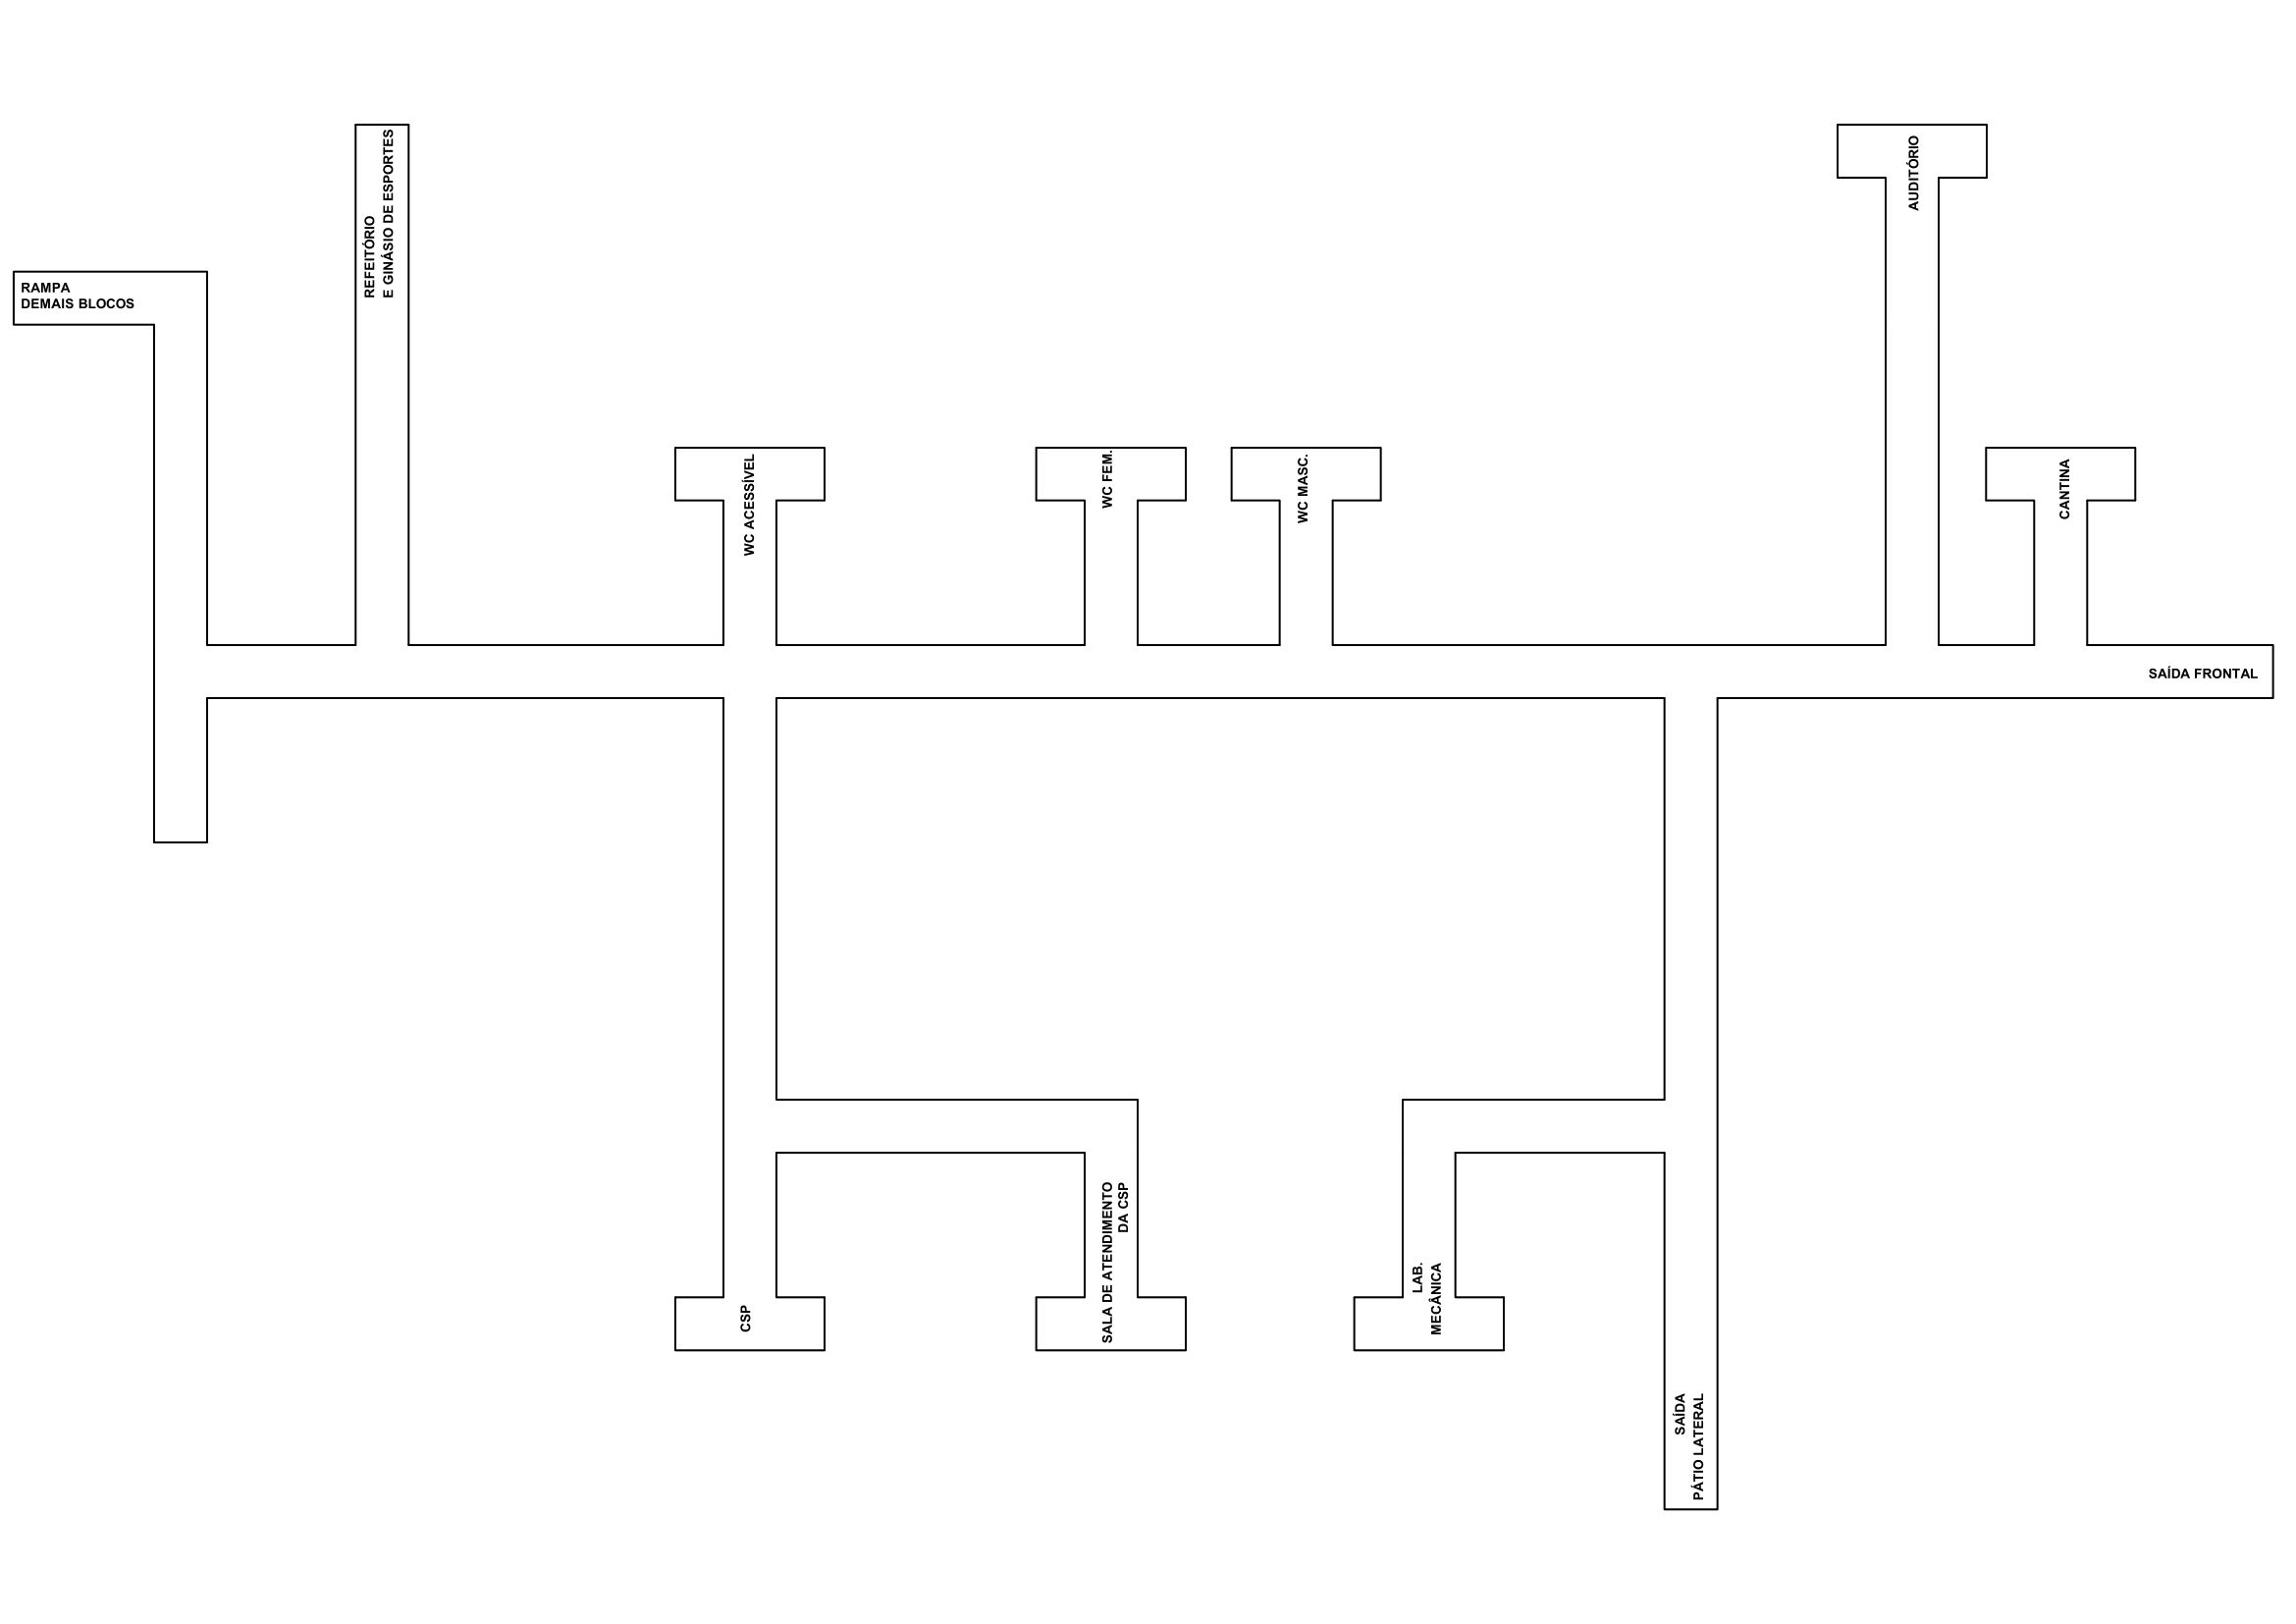 REFEITÓRIO
E GINÁSIO DE ESPORTES
AUDITÓRIO
RAMPA
DEMAIS BLOCOS
WC ACESSÍVEL
WC FEM.
WC MASC.
CANTINA
SAÍDA FRONTAL
CSP
SALA DE ATENDIMENTO
DA CSP
LAB.
MECÂNICA
SAÍDA
PÁTIO LATERAL